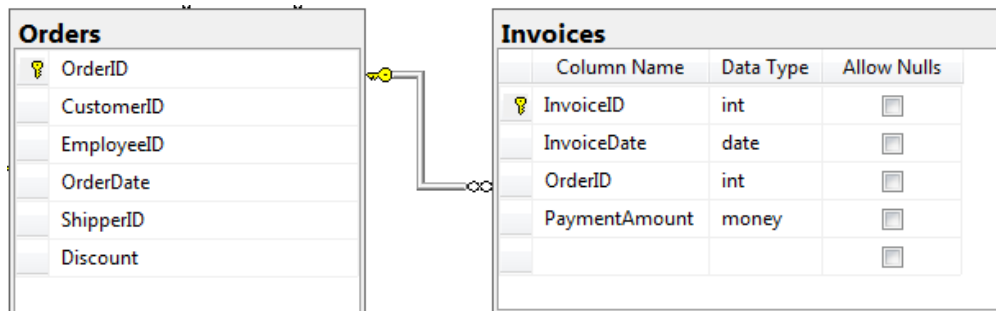 Orders
OrderID
CustomerID
EmployeeID
OrderDate
ShipperID
Discount
Invoices
Column Name Data Type Allow Nulls
InvoiceID int
InvoiceDate date
OrderID int
PaymentAmount money